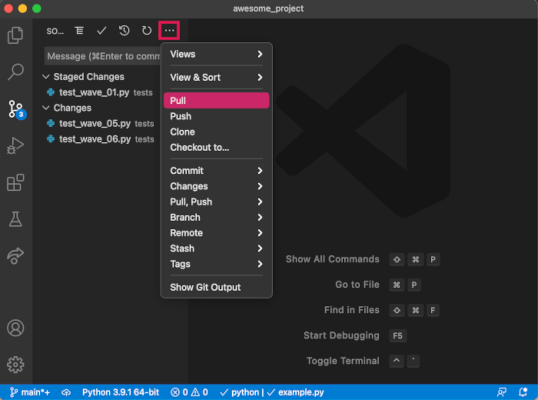 awesome_project
SO...
Message (⌘Enter to comm
Staged Changes
test_wave_01.py tests
Changes
test_wave_05.py tests
test_wave_06.py tests
3
Views
View & Sort
Pull
Push
Clone
Checkout to...
Commit
Changes
Pull, Push
Branch
Remote
Stash
Tags
Show Git Output
Show All Commands ⇧ ⌘ P
Go to File ⌘ P
Find in Files ⇧ ⌘ F
Start Debugging F5
Toggle Terminal ^ `
main*+ Python 3.9.1 64-bit 0 0 ✓ python | ✓ example.py